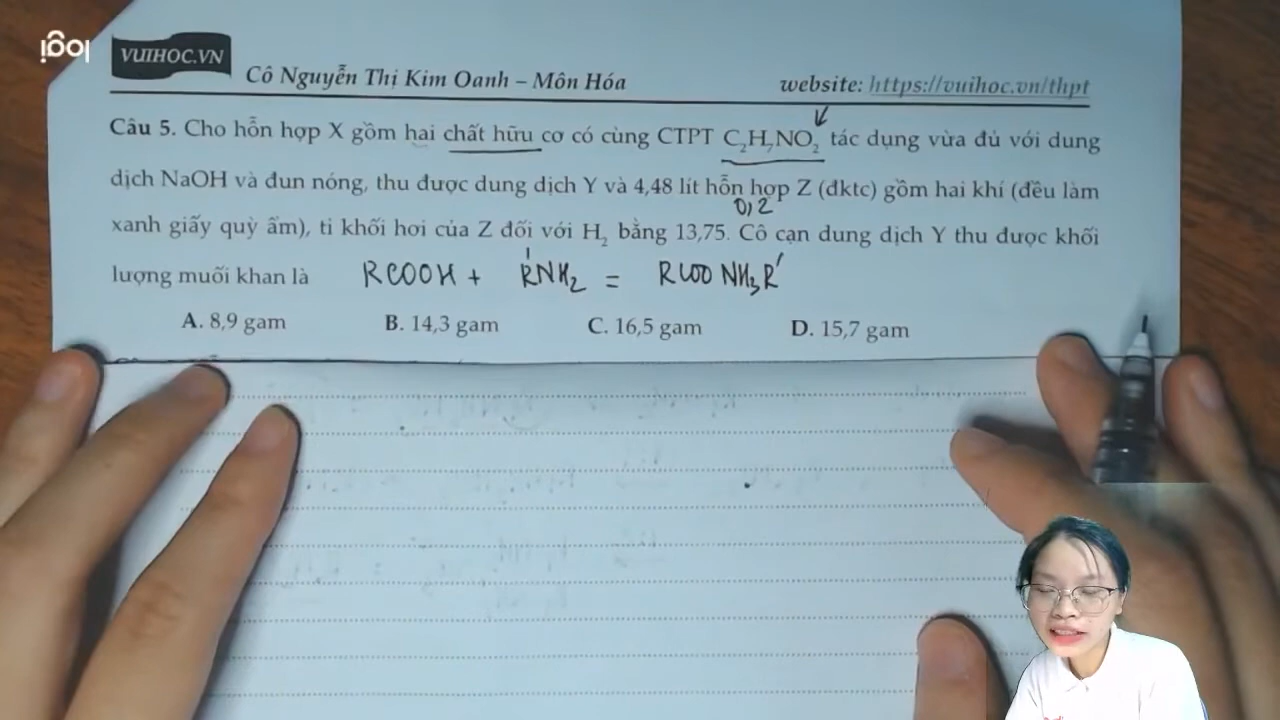 logi
VUIHOC.VN
Cô Nguyễn Thị Kim Oanh – Môn Hóa
website: https://vuihoc.vn/thpt
Câu 5. Cho hỗn hợp X gồm hai chất hữu cơ có cùng CTPT C₂H₇NO₂ tác dụng vừa đủ với dung
dịch NaOH và đun nóng, thu được dung dịch Y và 4,48 lít hỗn hợp Z (đktc) gồm hai khí (đều làm
0,2
xanh giấy quỳ ẩm), tỉ khối hơi của Z đối với H₂ bằng 13,75. Cô cạn dung dịch Y thu được khối
lượng muối khan là RCOOH + R'NH₂ = RCOONH₃R'
A. 8,9 gam B. 14,3 gam C. 16,5 gam D. 15,7 gam